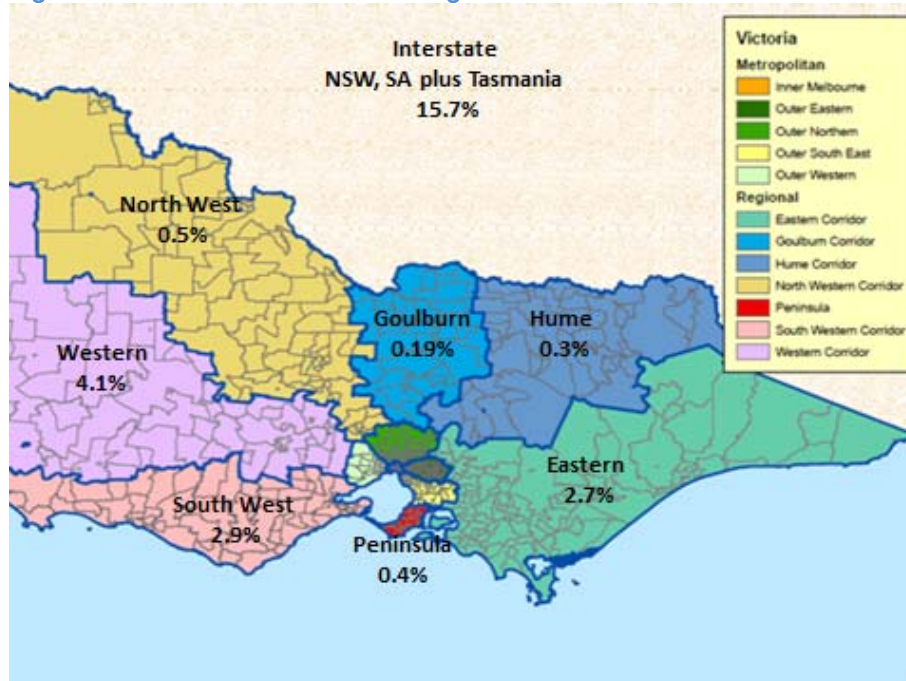 Interstate
NSW, SA plus Tasmania
15.7%
Victoria
Metropolitan
Inner Melbourne
Outer Eastern
Outer Northern
Outer South East
Outer Western
Regional
Eastern Corridor
Goulburn Corridor
Hume Corridor
North Western Corridor
Peninsula
South Western Corridor
Western Corridor
North West
0.5%
Goulburn
0.19%
Hume
0.3%
Western
4.1%
Eastern
2.7%
South West
2.9%
Peninsula
0.4%